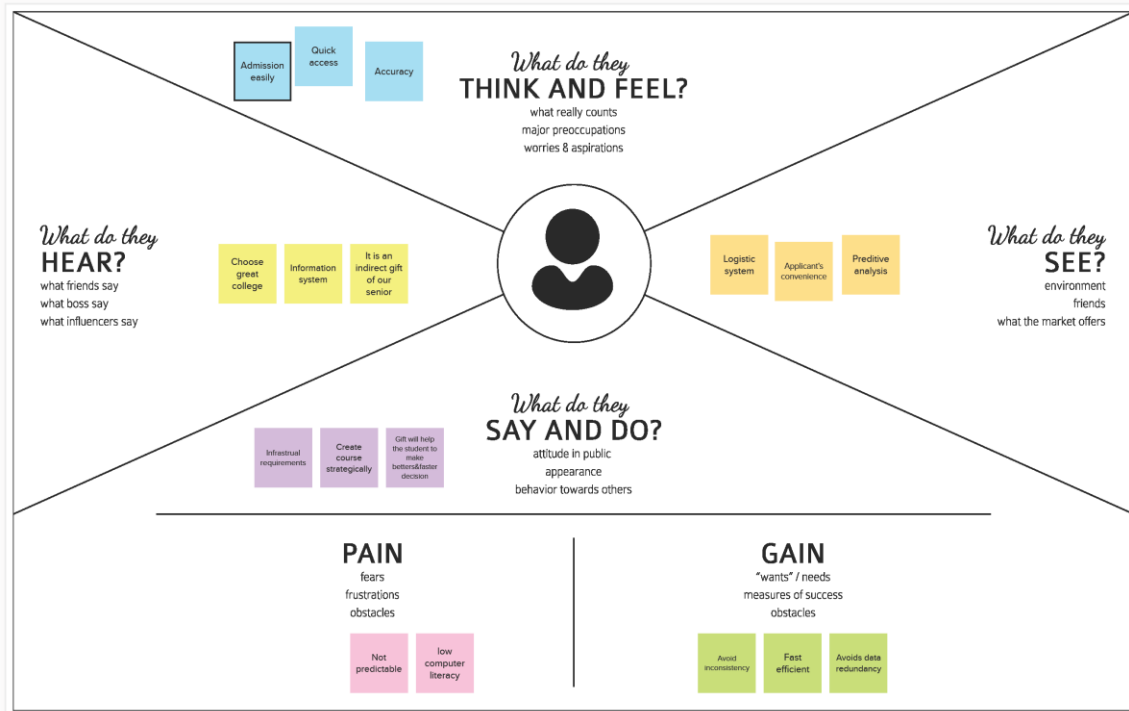 Admission
easily
Quick
access
Accuracy
What do they
THINK AND FEEL?
what really counts
major preoccupations
worries & aspirations
What do they
HEAR?
what friends say
what boss say
what influencers say
Choose
great
college
Information
system
It is an
indirect gift
of our
senior
Logistic
system
Applicant's
convenience
Preditive
analysis
What do they
SEE?
environment
friends
what the market offers
What do they
SAY AND DO?
attitude in public
appearance
behavior towards others
Infrastrual
requirements
Create
course
strategically
Gift will help
the student to
make
betters&faster
decision
PAIN
fears
frustrations
obstacles
Not
predictable
low
computer
literacy
GAIN
"wants" / needs
measures of success
obstacles
Avoid
inconsistency
Fast
efficient
Avoids data
redundancy